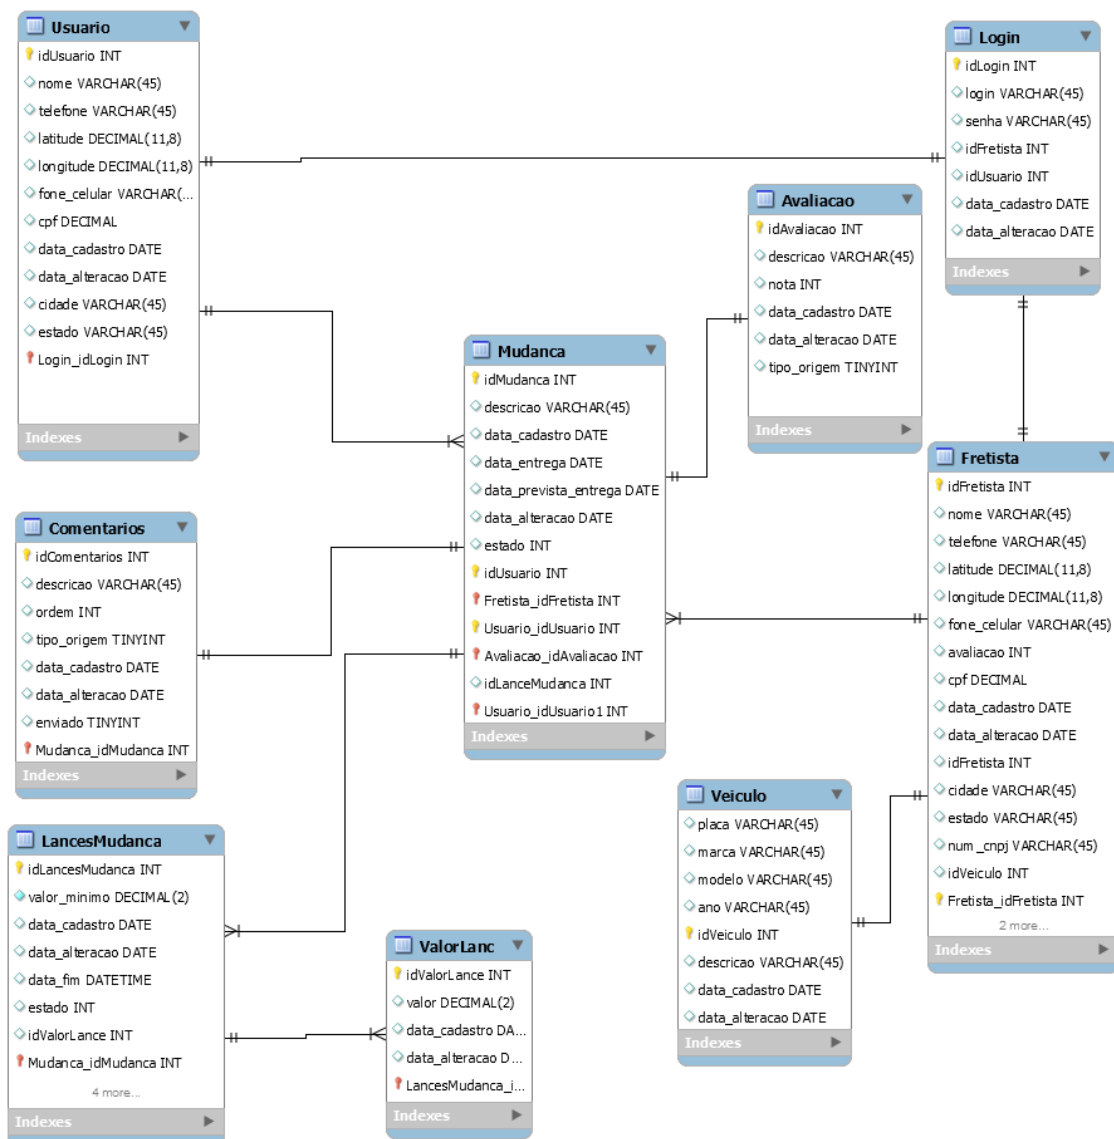 Usuario
idUsuario INT
nome VARCHAR(45)
telefone VARCHAR(45)
latitude DECIMAL(11,8)
longitude DECIMAL(11,8)
fone_celular VARCHAR(...
cpf DECIMAL
data_cadastro DATE
data_alteracao DATE
cidade VARCHAR(45)
estado VARCHAR(45)
Login_idLogin INT
Indexes
Login
idLogin INT
login VARCHAR(45)
senha VARCHAR(45)
idFretista INT
idUsuario INT
data_cadastro DATE
data_alteracao DATE
Indexes
Avaliacao
idAvaliacao INT
descricao VARCHAR(45)
nota INT
data_cadastro DATE
data_alteracao DATE
tipo_origem TINYINT
Indexes
Mudanca
idMudanca INT
descricao VARCHAR(45)
data_cadastro DATE
data_entrega DATE
data_prevista_entrega DATE
data_alteracao DATE
estado INT
idUsuario INT
Fretista_idFretista INT
Usuario_idUsuario INT
Avaliacao_idAvaliacao INT
idLanceMudanca INT
Usuario_idUsuario1 INT
Indexes
Fretista
idFretista INT
nome VARCHAR(45)
telefone VARCHAR(45)
latitude DECIMAL(11,8)
longitude DECIMAL(11,8)
fone_celular VARCHAR(45)
avaliacao INT
cpf DECIMAL
data_cadastro DATE
data_alteracao DATE
idFretista INT
cidade VARCHAR(45)
estado VARCHAR(45)
num_cnpj VARCHAR(45)
idVeiculo INT
Fretista_idFretista INT
2 more...
Indexes
Comentarios
idComentarios INT
descricao VARCHAR(45)
ordem INT
tipo_origem TINYINT
data_cadastro DATE
data_alteracao DATE
enviado TINYINT
Mudanca_idMudanca INT
Indexes
Veiculo
placa VARCHAR(45)
marca VARCHAR(45)
modelo VARCHAR(45)
ano VARCHAR(45)
idVeiculo INT
descricao VARCHAR(45)
data_cadastro DATE
data_alteracao DATE
Indexes
LancesMudanca
idLancesMudanca INT
valor_minimo DECIMAL(2)
data_cadastro DATE
data_alteracao DATE
data_fim DATETIME
estado INT
idValorLance INT
Mudanca_idMudanca INT
4 more...
Indexes
ValorLanc
idValorLance INT
valor DECIMAL(2)
data_cadastro DA...
data_alteracao D...
LancesMudanca_i...
Indexes